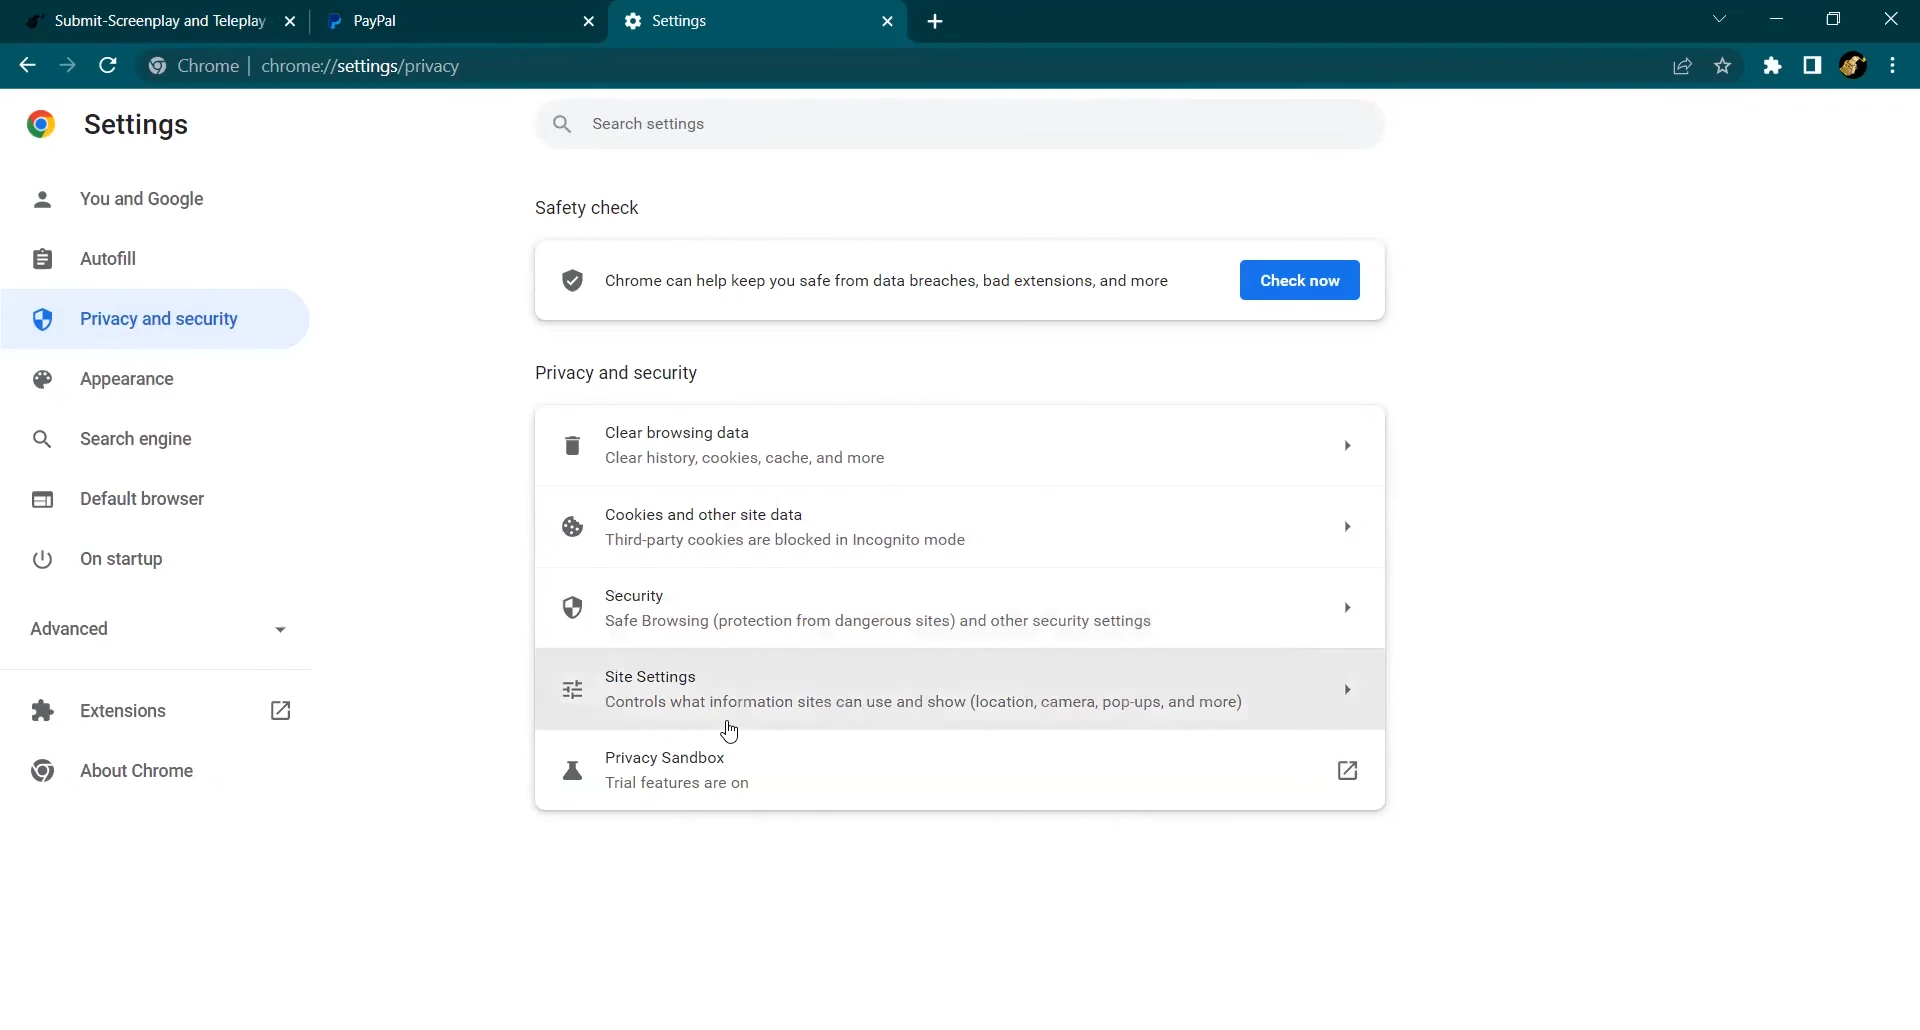 Submit-Screenplay and Teleplay
PayPal
Settings
Chrome | chrome://settings/privacy
Settings
Search settings
You and Google
Autofill
Privacy and security
Appearance
Search engine
Default browser
On startup
Advanced
Extensions
About Chrome
Safety check
Chrome can help keep you safe from data breaches, bad extensions, and more
Check now
Privacy and security
Clear browsing data
Clear history, cookies, cache, and more
Cookies and other site data
Third-party cookies are blocked in Incognito mode
Security
Safe Browsing (protection from dangerous sites) and other security settings
Site Settings
Controls what information sites can use and show (location, camera, pop-ups, and more)
Privacy Sandbox
Trial features are on